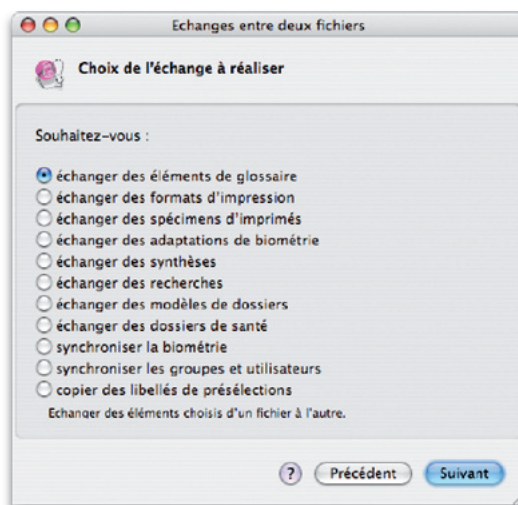 Echanges entre deux fichiers
Choix de l'échange à réaliser
Souhaitez-vous :
échanger des éléments de glossaire
échanger des formats d'impression
échanger des spécimens d'imprimés
échanger des adaptations de biométrie
échanger des synthèses
échanger des recherches
échanger des modèles de dossiers
échanger des dossiers de santé
synchroniser la biométrie
synchroniser les groupes et utilisateurs
copier des libellés de présélections
Echanger des éléments choisis d'un fichier à l'autre.
? Précédent Suivant